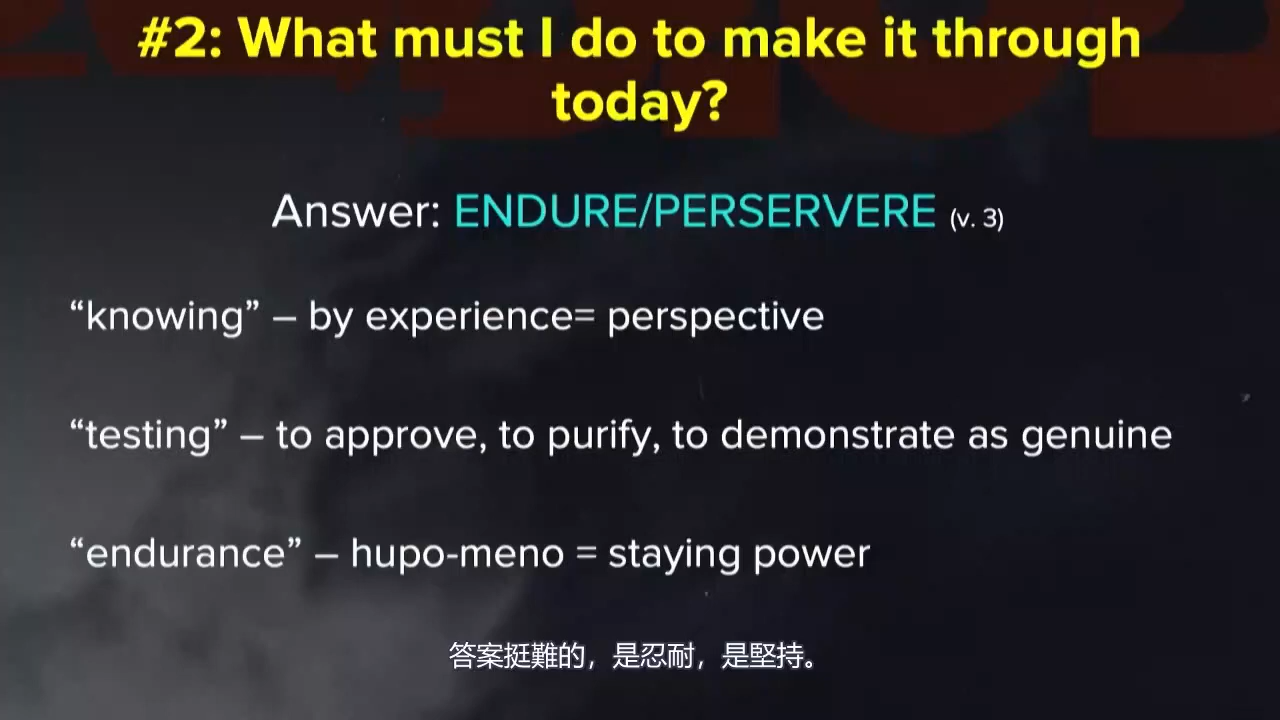 #2: What must I do to make it through
today?
Answer: ENDURE/PERSERVERE (v. 3)
“knowing” – by experience= perspective
“testing” – to approve, to purify, to demonstrate as genuine
“endurance” – hupo-meno = staying power
答案挺難的，是忍耐，是堅持。